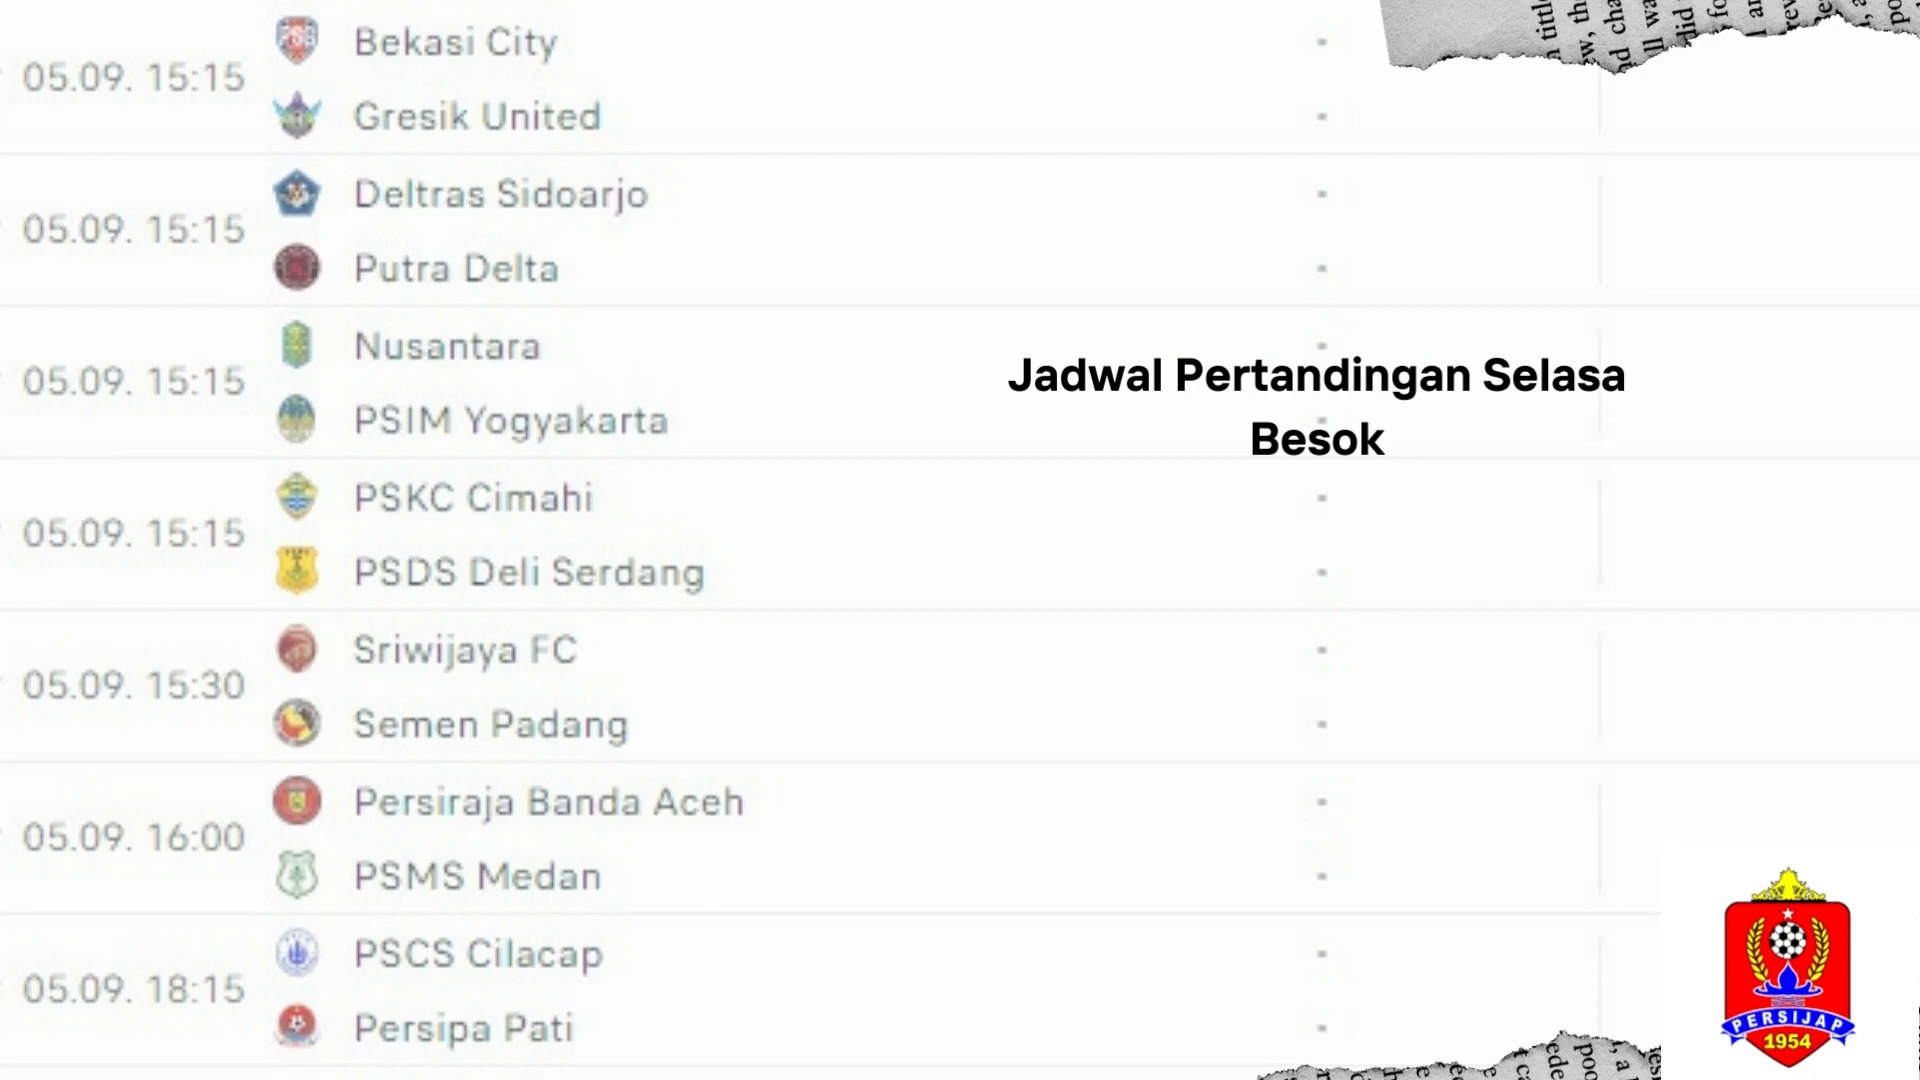 05.09. 15:15
Bekasi City -
Gresik United -
05.09. 15:15
Deltras Sidoarjo -
Putra Delta -
05.09. 15:15
Nusantara -
PSIM Yogyakarta -
Jadwal Pertandingan Selasa
Besok
05.09. 15:15
PSKC Cimahi -
PSDS Deli Serdang -
05.09. 15:30
Sriwijaya FC -
Semen Padang -
05.09. 16:00
Persiraja Banda Aceh -
PSMS Medan -
05.09. 18:15
PSCS Cilacap -
Persipa Pati -
PERSIJAP
1954